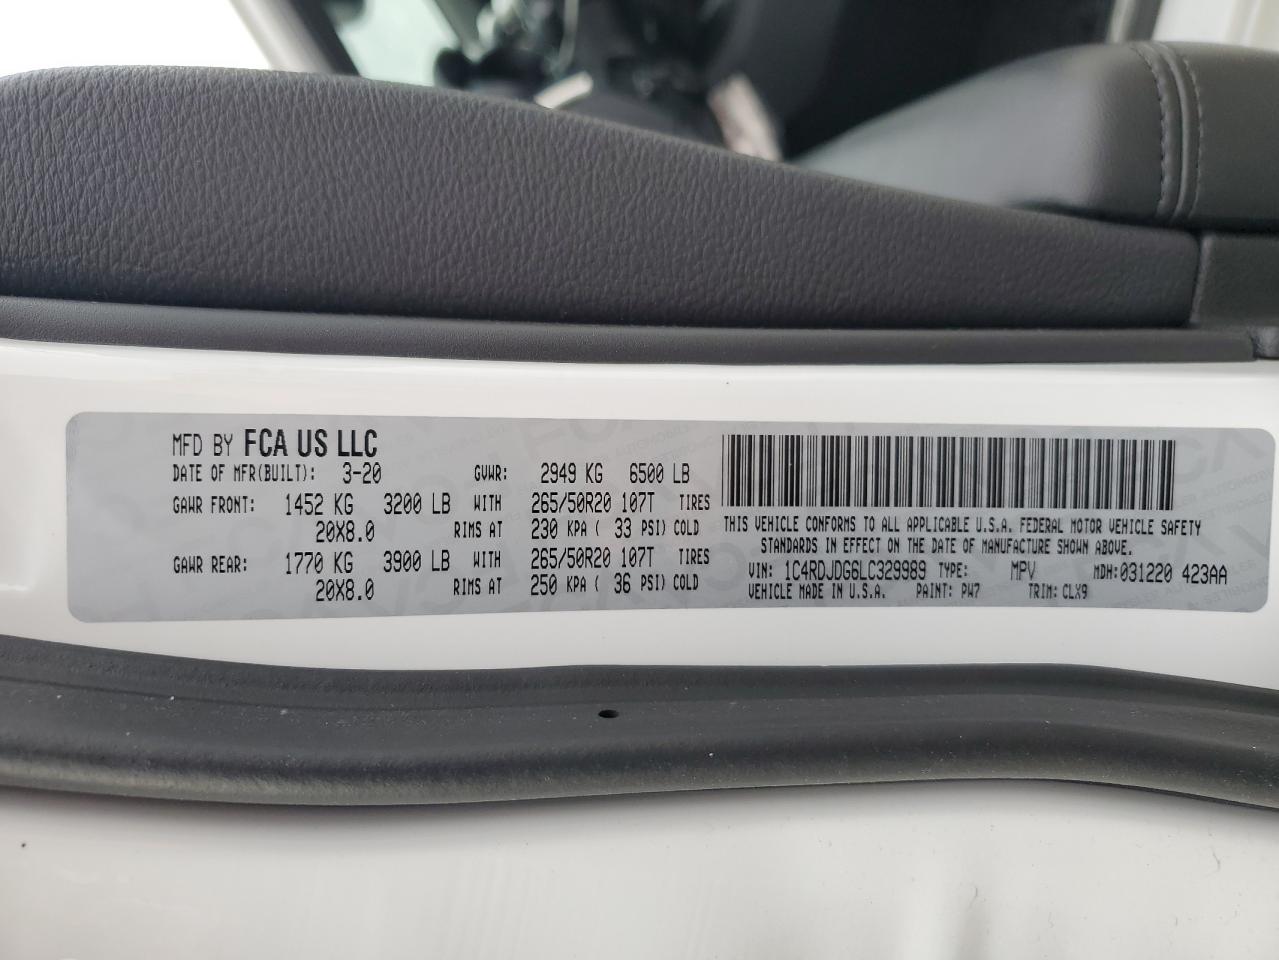 MFD BY FCA US LLC
DATE OF MFR(BUILT): 3-20 GVWR: 2949 KG 6500 LB
GAWR FRONT: 1452 KG 3200 LB WITH 265/50R20 107T TIRES
20X8.0 RIMS AT 230 KPA ( 33 PSI) COLD
GAWR REAR: 1770 KG 3900 LB WITH 265/50R20 107T TIRES
20X8.0 RIMS AT 250 KPA ( 36 PSI) COLD
THIS VEHICLE CONFORMS TO ALL APPLICABLE U.S.A. FEDERAL MOTOR VEHICLE SAFETY
STANDARDS IN EFFECT ON THE DATE OF MANUFACTURE SHOWN ABOVE.
VIN: 1C4RDJDG6LC329989 TYPE: MPV MDH:031220 423AA
VEHICLE MADE IN U.S.A. PAINT: PW7 TRIM: CLX9